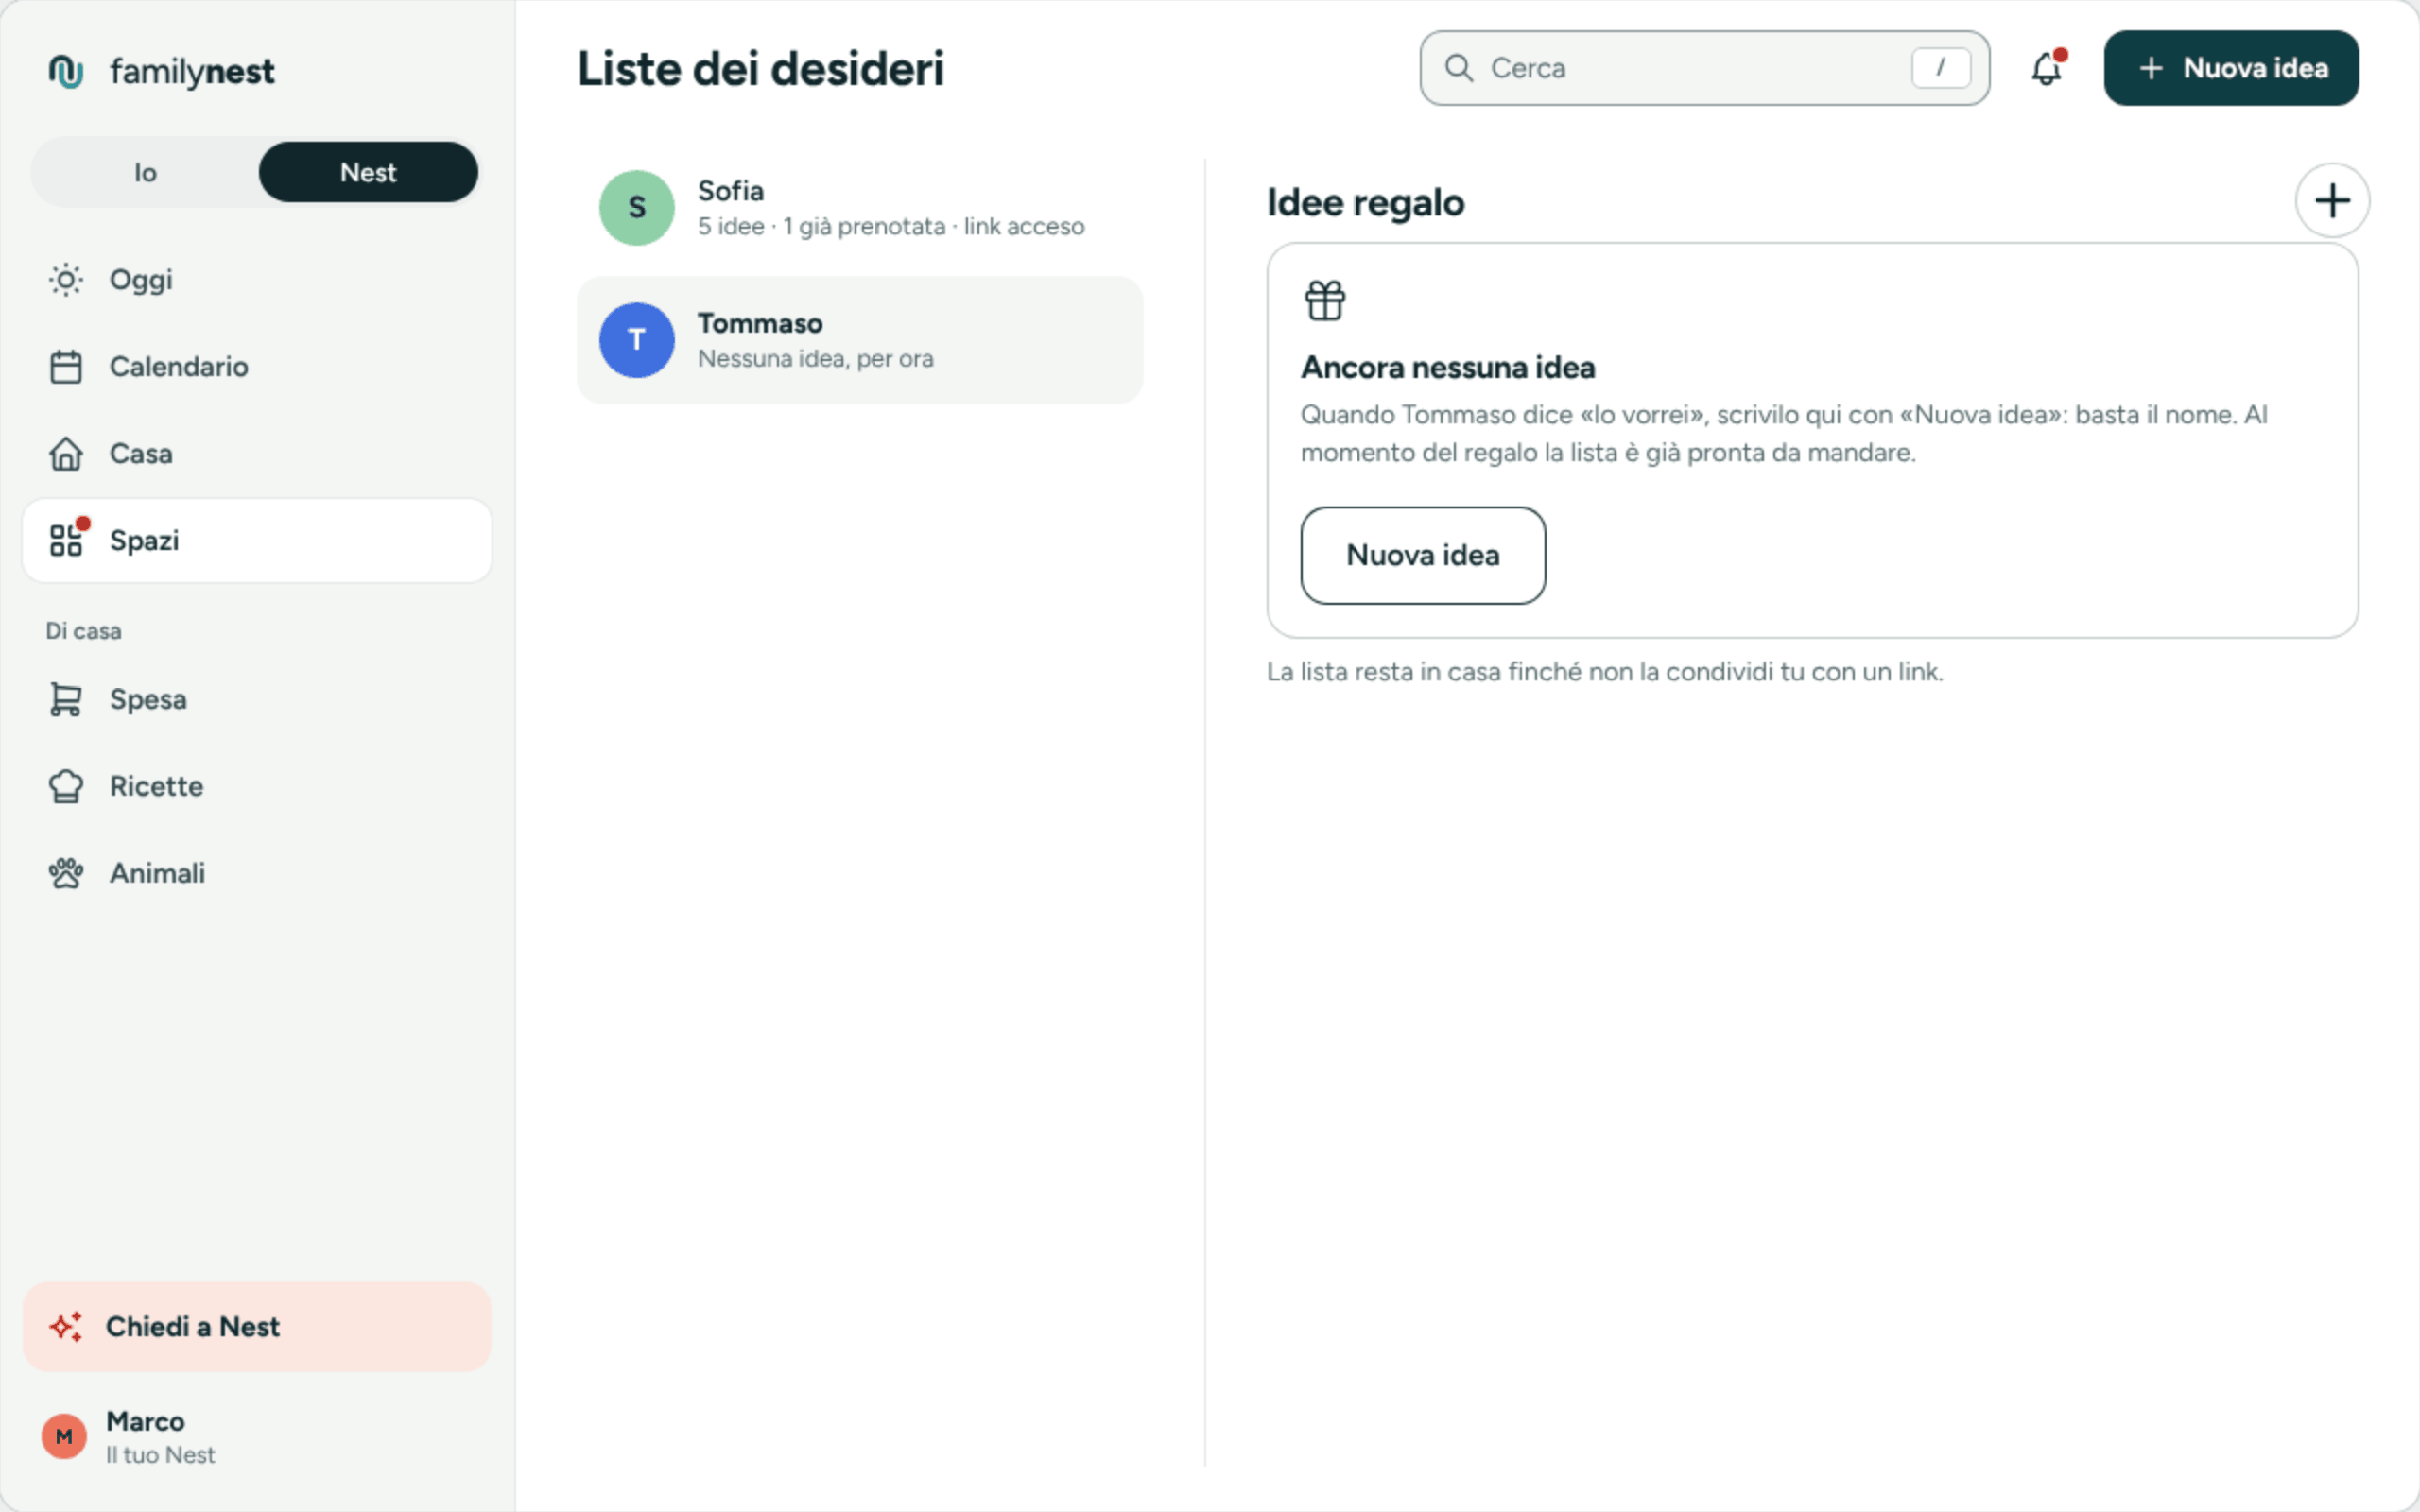 familynest
Io
Nest
Oggi
Calendario
Casa
Spazi
Di casa
Spesa
Ricette
Animali
Chiedi a Nest
M
Marco
Il tuo Nest
Liste dei desideri
Cerca
/
Nuova idea
S
Sofia
5 idee · 1 già prenotata · link acceso
T
Tommaso
Nessuna idea, per ora
Idee regalo
Ancora nessuna idea
Quando Tommaso dice «Io vorrei», scrivilo qui con «Nuova idea»: basta il nome. Al
momento del regalo la lista è già pronta da mandare.
Nuova idea
La lista resta in casa finché non la condividi tu con un link.